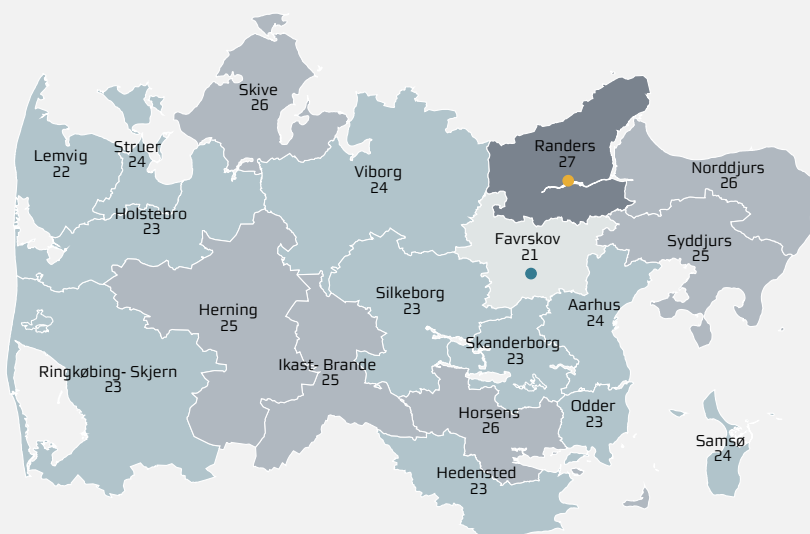 Skive
26
Randers
27
Struer
24
Lemvig
22
Viborg
24
Norddjurs
26
Holstebro
23
Favrskov
21
Syddjurs
25
Silkeborg
23
Herning
25
Aarhus
24
Skanderborg
23
Ikast- Brande
25
Ringkøbing- Skjern
23
Horsens
26
Odder
23
Samsø
24
Hedensted
23